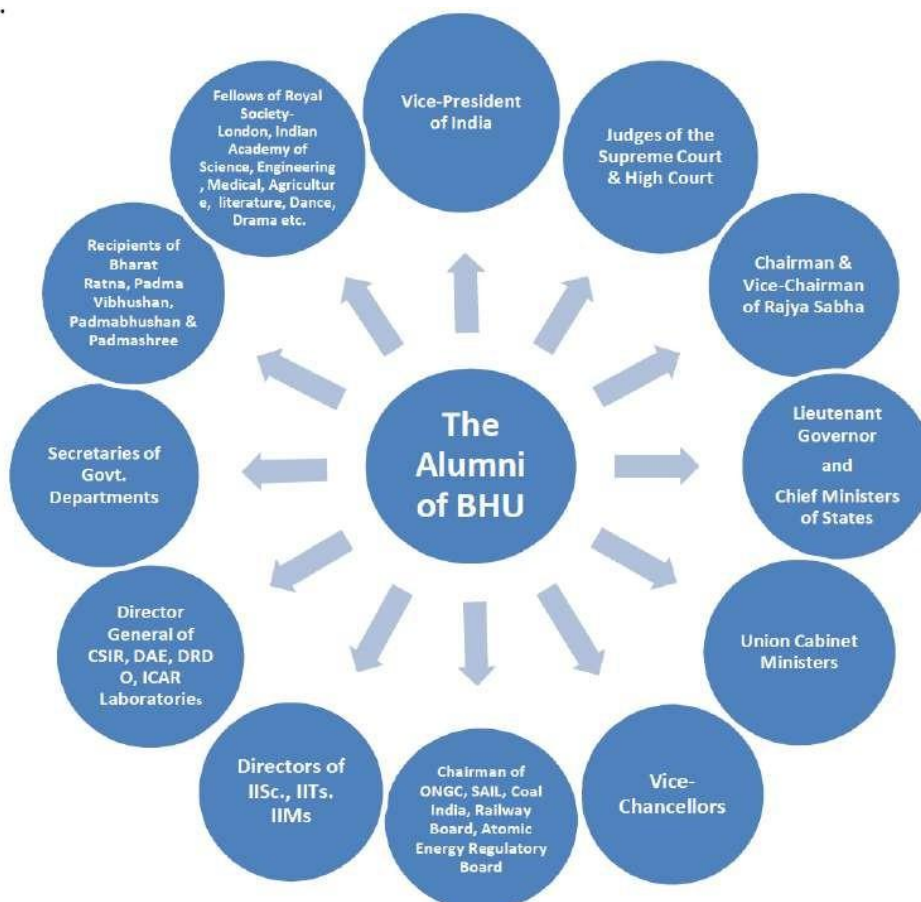 .
The
Alumni
of BHU
Vice-President
of India
Judges of the
Supreme Court
& High Court
Chairman &
Vice-Chairman
of Rajya Sabha
Lieutenant
Governor
and
Chief Ministers
of States
Union Cabinet
Ministers
Vice-
Chancellors
Chairman of
ONGC, SAIL, Coal
India, Railway
Board, Atomic
Energy Regulatory
Board
Directors of
IISc., IITs.
IIMs
Director
General of
CSIR, DAE, DRD
O, ICAR
Laboratories
Secretaries of
Govt.
Departments
Recipients of
Bharat
Ratna, Padma
Vibhushan,
Padmabhushan &
Padmashree
Fellows of Royal
Society-
London, Indian
Academy of
Science, Engineering
, Medical, Agricultur
e, literature, Dance,
Drama etc.